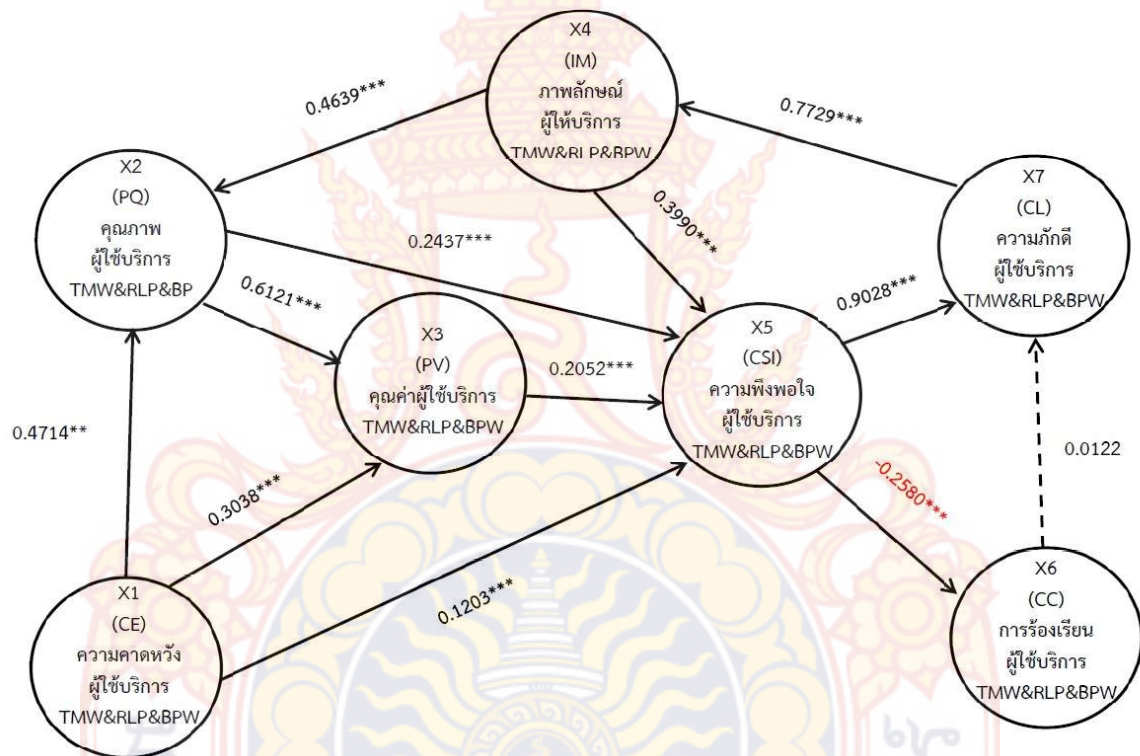 X4
(IM)
ภาพลักษณ์
ผู้ให้บริการ
TMW&RLP&BPW
0.4639***
0.7729***
X2
(PQ)
คุณภาพ
ผู้ใช้บริการ
TMW&RLP&BP
X7
(CL)
ความภักดี
ผู้ใช้บริการ
TMW&RLP&BPW
0.3990***
0.2437***
0.6121***
0.9028***
X3
(PV)
คุณค่าผู้ใช้บริการ
TMW&RLP&BPW
0.2052***
X5
(CSI)
ความพึงพอใจ
ผู้ใช้บริการ
TMW&RLP&BPW
0.4714**
0.3038***
0.0122
-0.2580***
0.1203***
X1
(CE)
ความคาดหวัง
ผู้ใช้บริการ
TMW&RLP&BPW
X6
(CC)
การร้องเรียน
ผู้ใช้บริการ
TMW&RLP&BPW